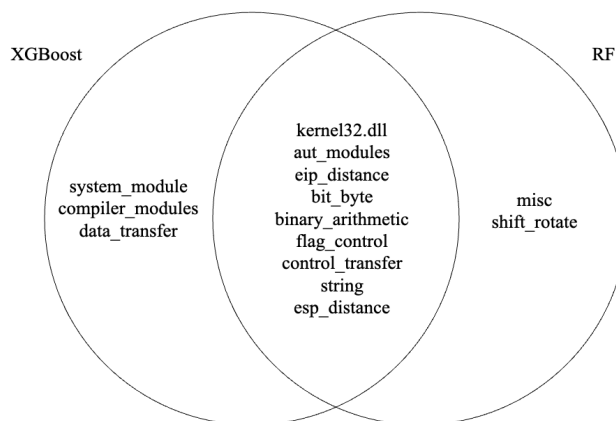 XGBoost
RF
system_module
compiler_modules
data_transfer
kernel32.dll
aut_modules
eip_distance
bit_byte
binary_arithmetic
flag_control
control_transfer
string
esp_distance
misc
shift_rotate